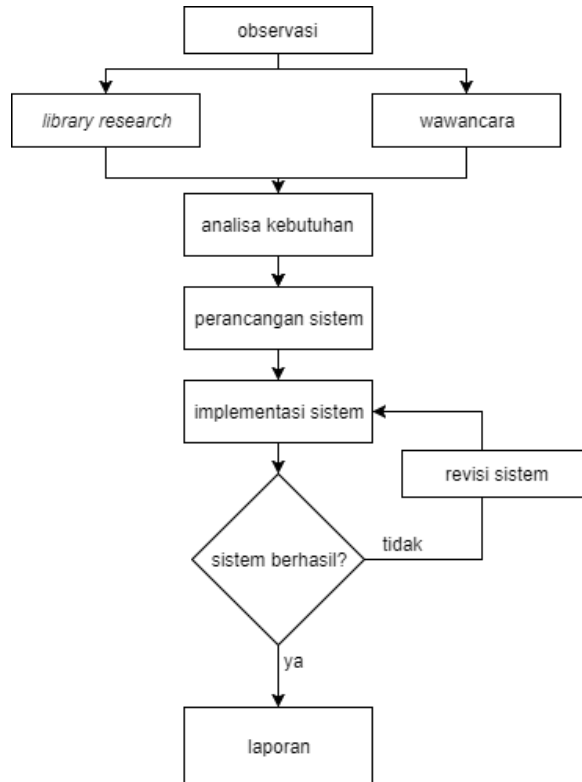 observasi
library research
wawancara
analisa kebutuhan
perancangan sistem
implementasi sistem
revisi sistem
sistem berhasil?
tidak
ya
laporan